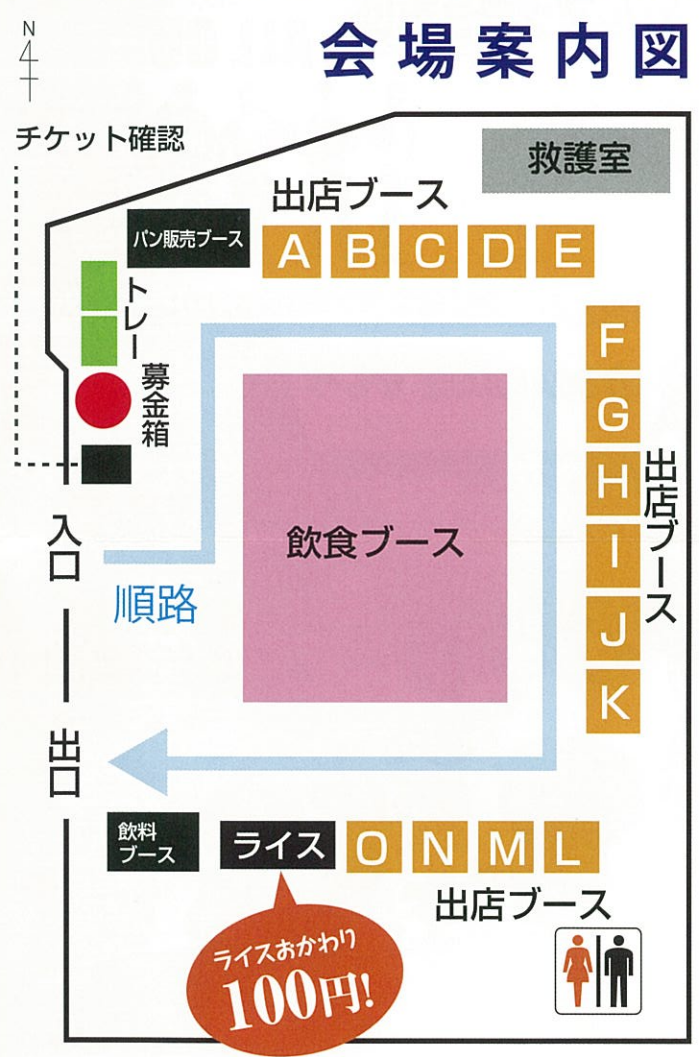 N
会場案内図
チケット確認
救護室
出店ブース
パン販売ブース
A B C D E
トレー
募金箱
F
G
H
I
J
K
出店ブース
飲食ブース
入口
順路
出口
飲料
ブース
ライス
O N M L
出店ブース
ライスおかわり
100円!